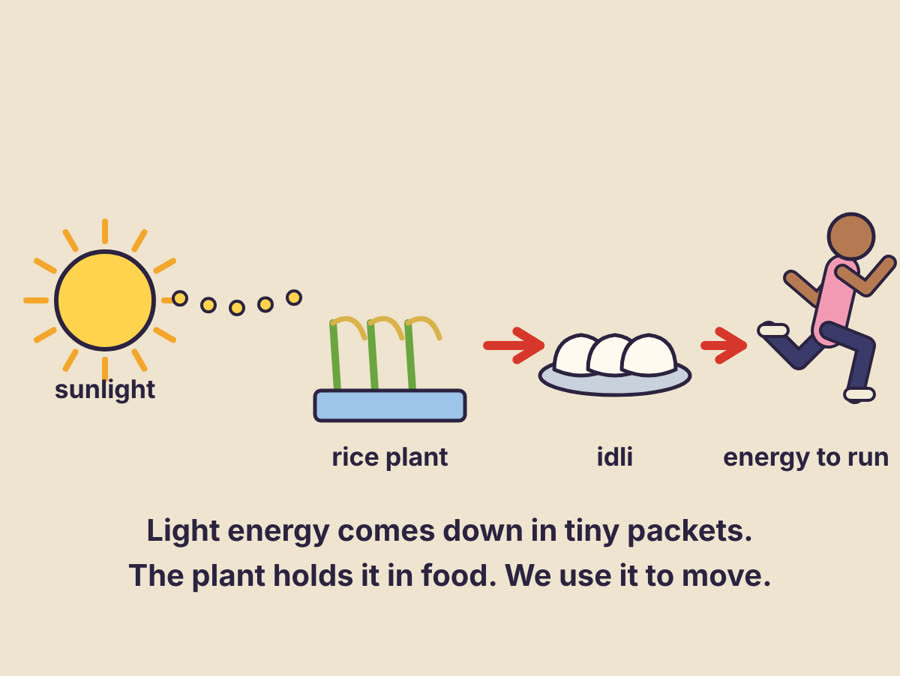 sunlight
rice plant
idli
energy to run
Light energy comes down in tiny packets.
The plant holds it in food. We use it to move.